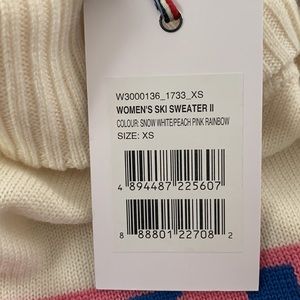 W3000136_1733_XS
WOMEN'S SKI SWEATER II
COLOUR: SNOW WHITE/PEACH PINK RAINBOW
SIZE: XS
4 894487 225607
8 88801 22708 2